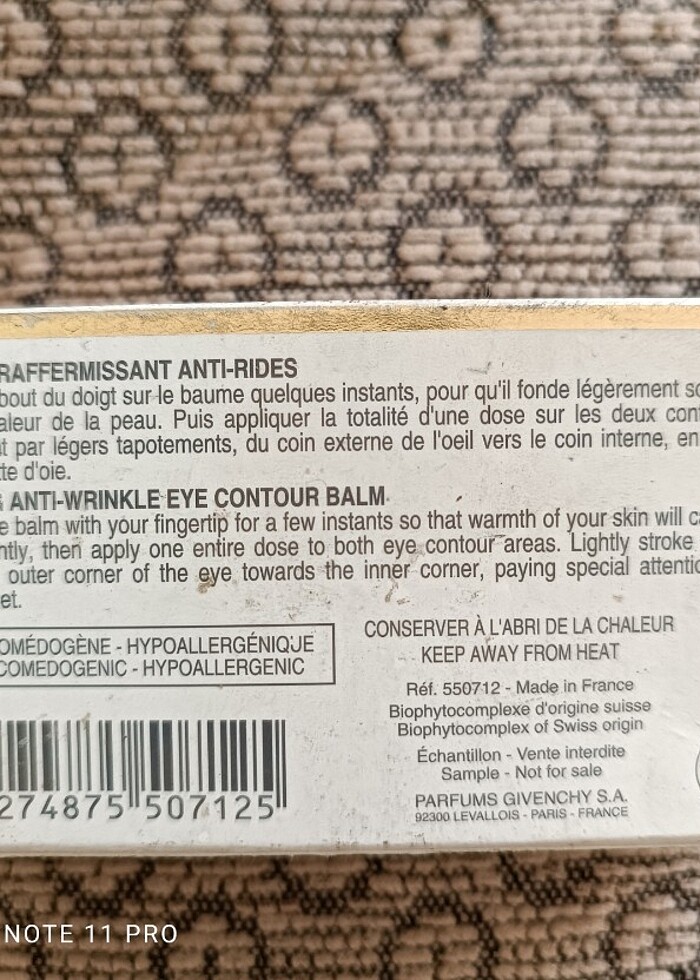 RAFFERMISSANT ANTI-RIDES
bout du doigt sur le baume quelques instants, pour qu'il fonde légèrement so
aleur de la peau. Puis appliquer la totalité d'une dose sur les deux con
t par légers tapotements, du coin externe de l'oeil vers le coin interne, en
te d'oie.
ANTI-WRINKLE EYE CONTOUR BALM
e balm with your fingertip for a few instants so that warmth of your skin will c
ntly, then apply one entire dose to both eye contour areas. Lightly stroke
outer corner of the eye towards the inner corner, paying special attentio
et.
OMÉDOGÈNE - HYPOALLERGÉNIQUE
COMEDOGENIC - HYPOALLERGENIC
CONSERVER À L'ABRI DE LA CHALEUR
KEEP AWAY FROM HEAT
Réf. 550712 - Made in France
Biophytocomplexe d'origine suisse
Biophytocomplex of Swiss origin
Échantillon - Vente interdite
Sample - Not for sale
PARFUMS GIVENCHY S.A.
92300 LEVALLOIS - PARIS - FRANCE
274875 507125
NOTE 11 PRO